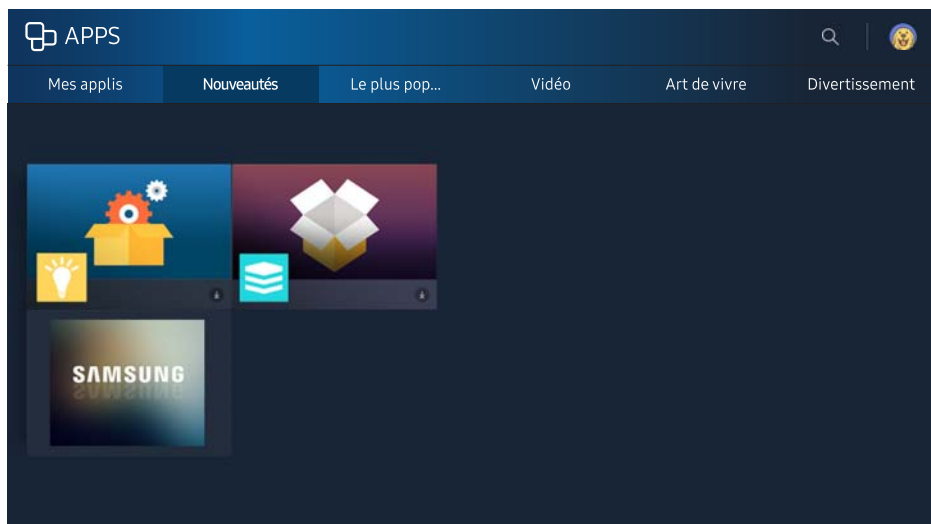 APPS
Mes applis
Nouveautés
Le plus pop...
Vidéo
Art de vivre
Divertissement
SAMSUNG